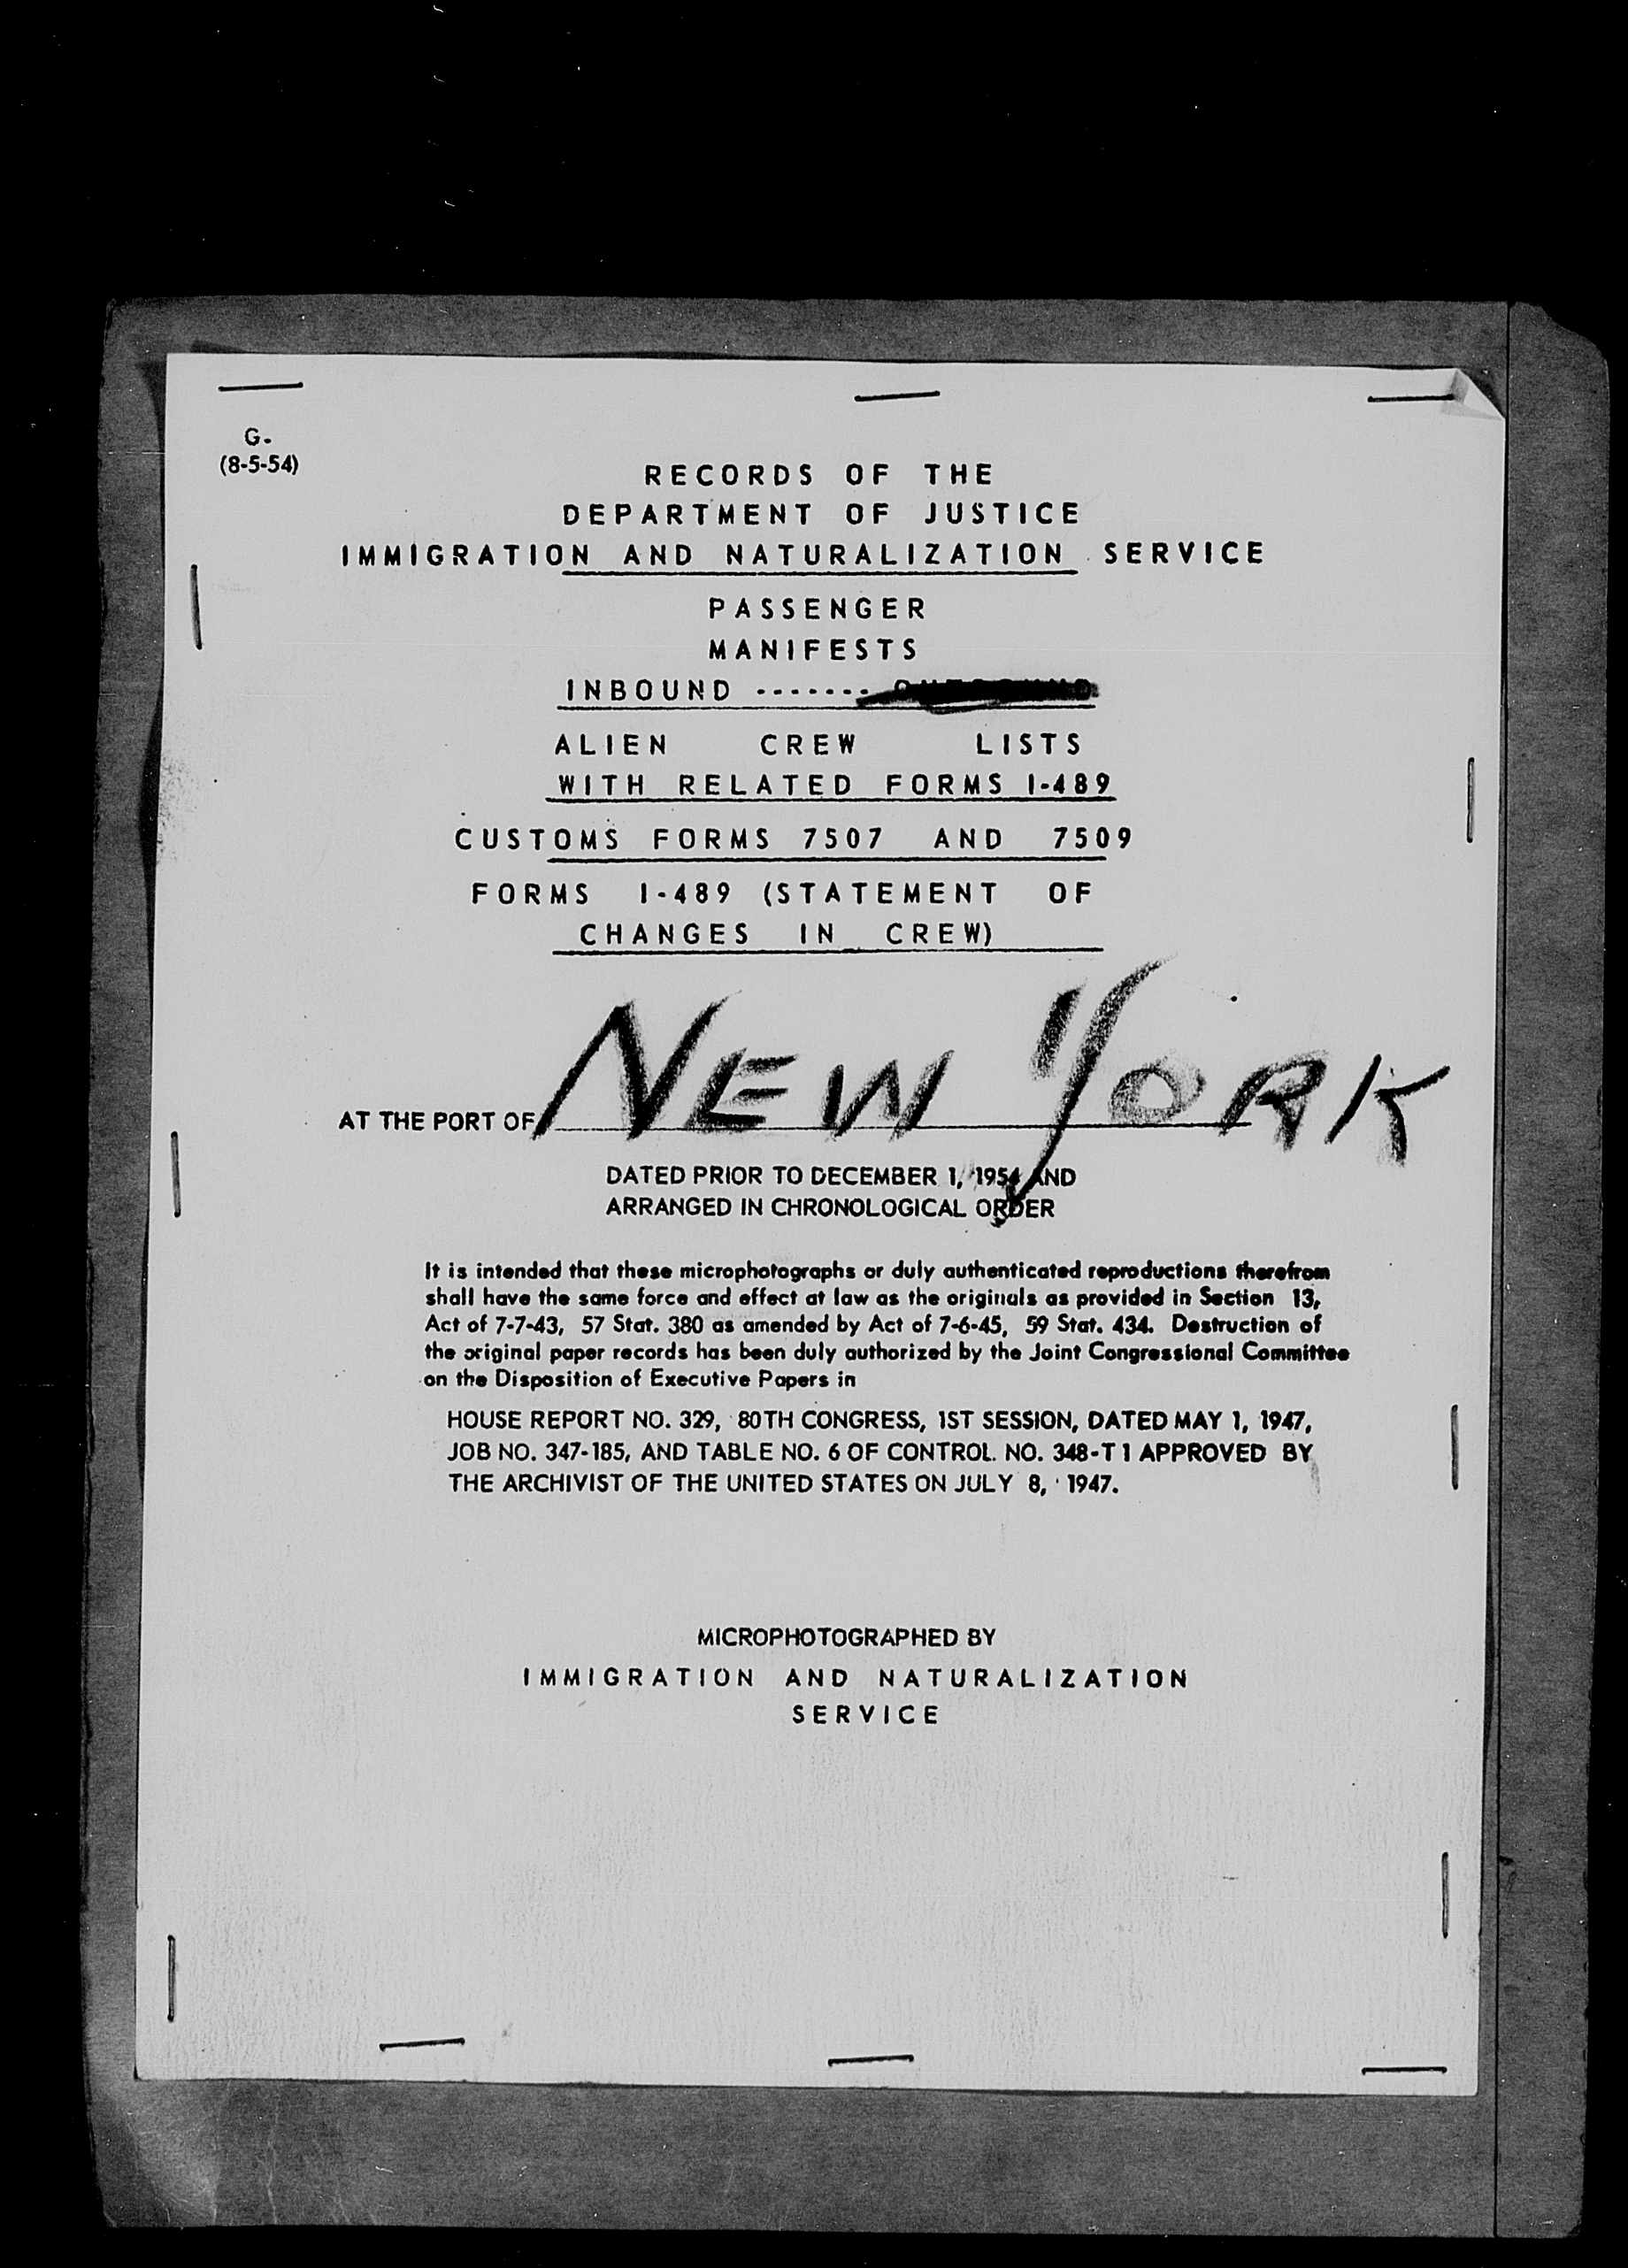 G-
(8-5-54)
RECORDS OF THE
DEPARTMENT OF JUSTICE
IMMIGRATION AND NATURALIZATION SERVICE
PASSENGER
MANIFESTS
INBOUND -------
ALIEN CREW LISTS
WITH RELATED FORMS I-489
CUSTOMS FORMS 7507 AND 7509
FORMS I-489 (STATEMENT OF
CHANGES IN CREW)
AT THE PORT OF NEW YORK
DATED PRIOR TO DECEMBER 1, 1954 AND
ARRANGED IN CHRONOLOGICAL ORDER
It is intended that these microphotographs or duly authenticated reproductions therefrom
shall have the same force and effect at law as the originals as provided in Section 13,
Act of 7-7-43, 57 Stat. 380 as amended by Act of 7-6-45, 59 Stat. 434. Destruction of
the original paper records has been duly authorized by the Joint Congressional Committee
on the Disposition of Executive Papers in
HOUSE REPORT NO. 329, 80TH CONGRESS, 1ST SESSION, DATED MAY 1, 1947,
JOB NO. 347-185, AND TABLE NO. 6 OF CONTROL NO. 348-T1 APPROVED BY
THE ARCHIVIST OF THE UNITED STATES ON JULY 8, 1947.
MICROPHOTOGRAPHED BY
IMMIGRATION AND NATURALIZATION
SERVICE